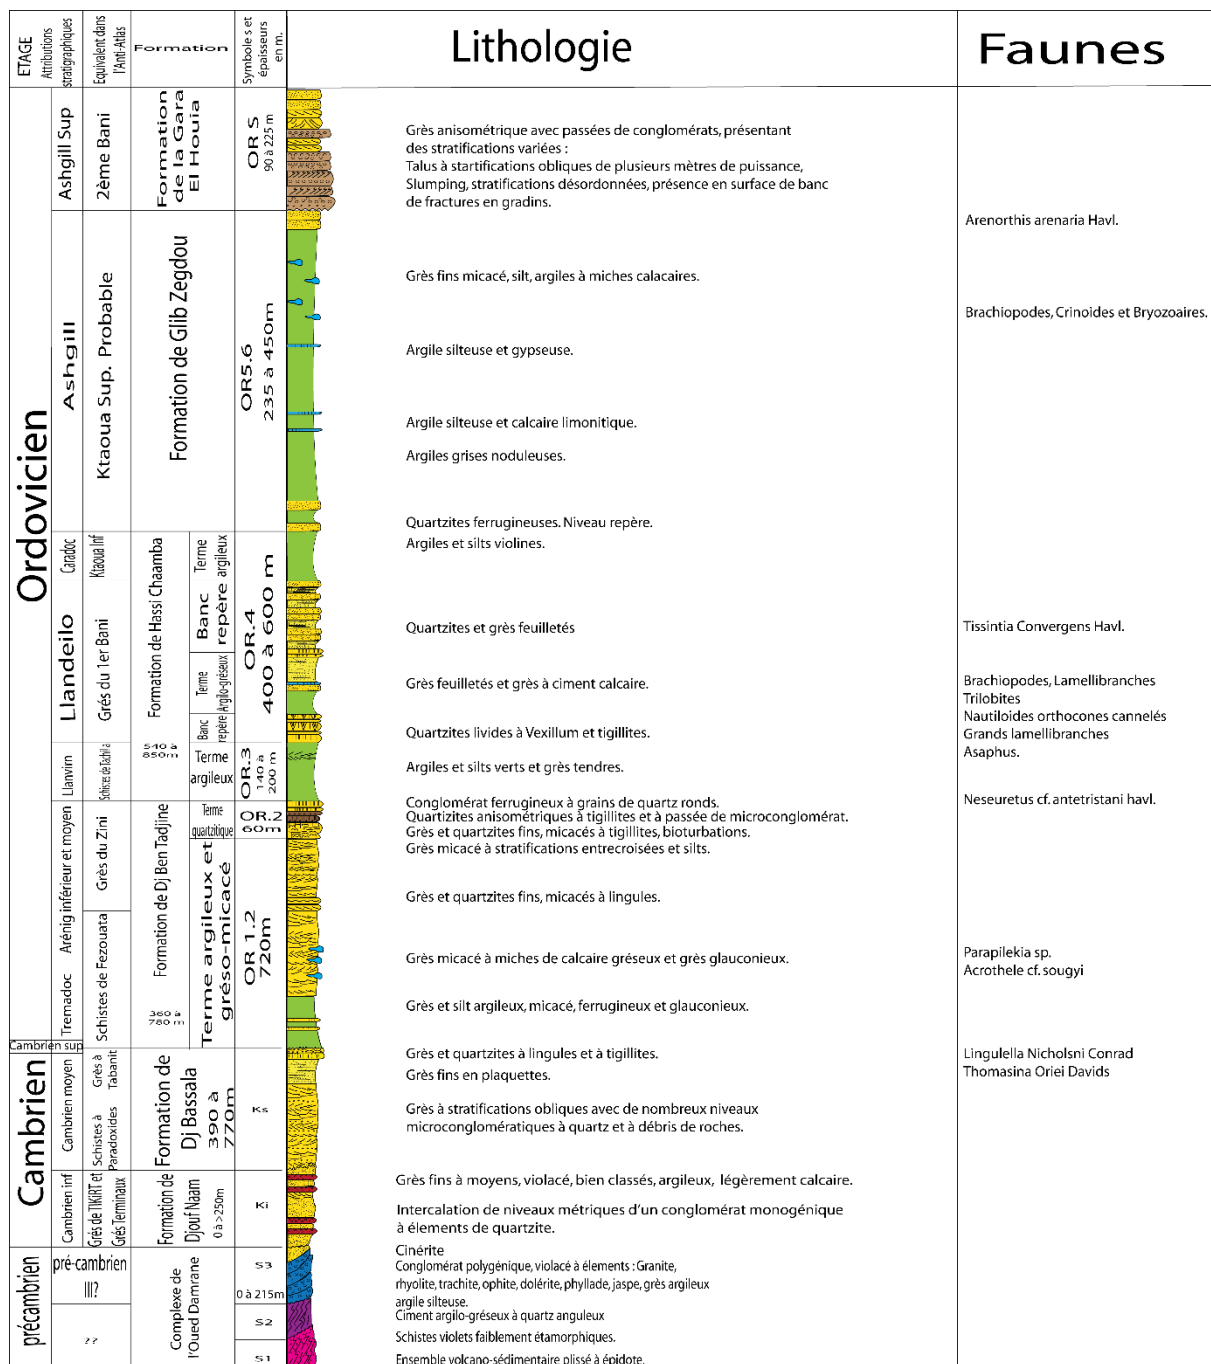 ETAGE
Attributions
stratigraphiques
Equivalent dans
l'Anti-Atlas
Formation
Symbole s et
épaisseurs
en m.
Lithologie
Faunes
Ordovicien
Ashgill Sup
2ème Bani
Formation
de la Gara
El Houia
OR S
90 à 225 m
Grès anisométrique avec passées de conglomérats, présentant
des stratifications variées :
Talus à startifications obliques de plusieurs mètres de puissance,
Slumping, stratifications désordonnées, présence en surface de banc
de fractures en gradins.
Ashgill
Ktaoua Sup. Probable
Formation de Glib Zegdou
OR5.6
235 à 450m
Arenorthis arenaria Havl.
Grès fins micacé, silt, argiles à miches calacaires.
Brachiopodes, Crinoides et Bryozoaires.
Argile silteuse et gypseuse.
Argile silteuse et calcaire limonitique.
Argiles grises noduleuses.
Quartzites ferrugineuses. Niveau repère.
Caradoc
Ktaoua Inf
Formation de Hassi Chaamba
540 à
850m
Terme
argileux
OR.4
400 à 600 m
Argiles et silts violines.
Llandeilo
Grés du 1er Bani
Banc
repère
Quartzites et grès feuilletés
Tissintia Convergens Havl.
Terme
Argilo-gréseux
Grès feuilletés et grès à ciment calcaire.
Brachiopodes, Lamellibranches
Trilobites
Nautiloides orthocones cannelés
Grands lamellibranches
Asaphus.
Banc
repère
Quartzites livides à Vexillum et tigillites.
Llanvirn
Schistes de Tachila
Terme
argileux
OR.3
140 à
200 m
Argiles et silts verts et grès tendres.
Neseuretus cf. antetristani havl.
Arénig inférieur et moyen
Grès du Zini
Formation de Dj Ben Tadjine
360 à
780 m
Terme
quartzitique
OR.2
60m
Conglomérat ferrugineux à grains de quartz ronds.
Quartizites anisométriques à tigillites et à passée de microconglomérat.
Grès et quartzites fins, micacés à tigillites, bioturbations.
Grès micacé à stratifications entrecroisées et silts.
Terme argileux et
gréso-micacé
OR 1.2
720m
Grès et quartzites fins, micacés à lingules.
Tremadoc
Schistes de Fezouata
Grès micacé à miches de calcaire gréseux et grès glauconieux.
Parapilekia sp.
Acrothele cf. sougyi
Grès et silt argileux, micacé, ferrugineux et glauconieux.
Cambrien sup
Cambrien
Cambrien moyen
Grès à
Tabanit
Schistes à
Paradoxides
Formation de
Dj Bassala
390 à
770m
Ks
Grès et quartzites à lingules et à tigillites.
Lingulella Nicholsni Conrad
Thomasina Oriei Davids
Grès fins en plaquettes.
Grès à stratifications obliques avec de nombreux niveaux
microconglomératiques à quartz et à débris de roches.
Cambrien inf
Grés de TIKiRT et
Grés Terminaux
Formation de
Djouf Naam
0 à >250m
Ki
Grès fins à moyens, violacé, bien classés, argileux, légèrement calcaire.
Intercalation de niveaux métriques d'un conglomérat monogénique
à élements de quartzite.
précambrien
pré-cambrien
III?
??
Complexe de
l'Oued Damrane
S3
0 à 215m
S2
S1
Cinérite
Conglomérat polygénique, violacé à élements : Granite,
rhyolite, trachite, ophite, dolérite, phyllade, jaspe, grès argileux
argile silteuse.
Ciment argilo-gréseux à quartz anguleux
Schistes violets faiblement étamorphiques.
Ensemble volcano-sédimentaire plissé à épidote.